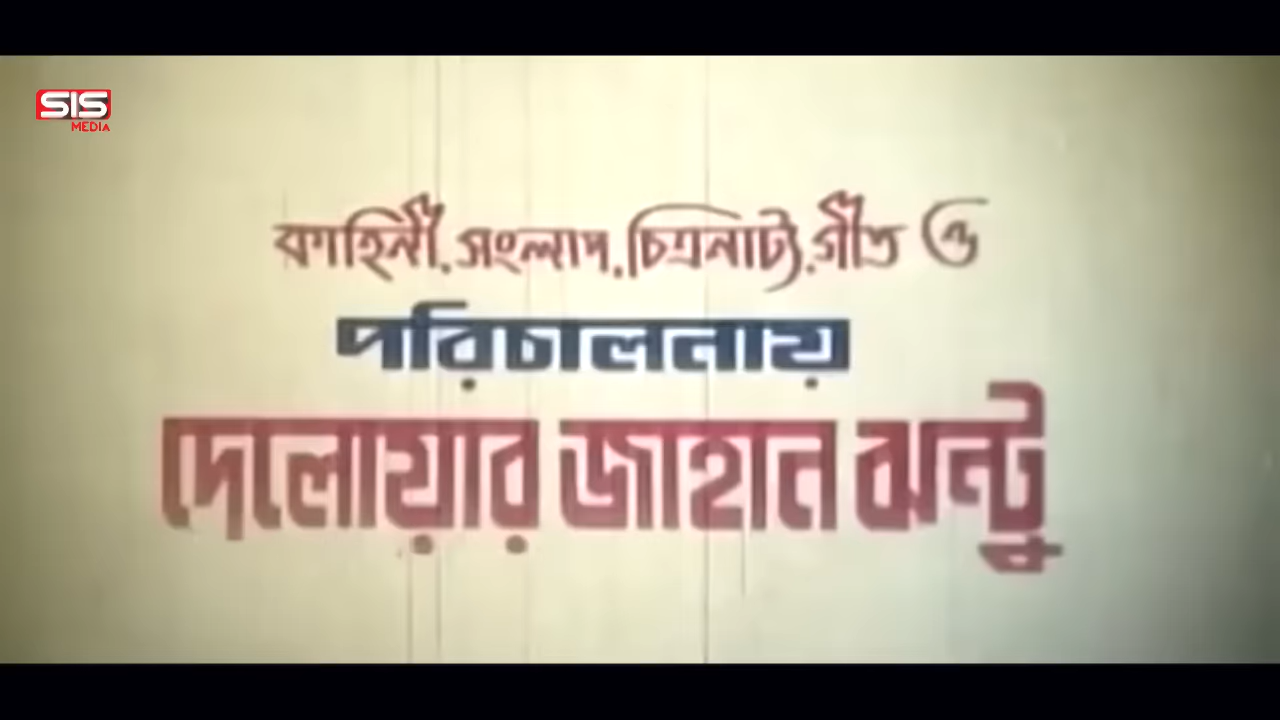 SIS
MEDIA
কাহিনী. সংলাপ. চিত্রনাট্য. গীত ও
পরিচালনায়
দেলোয়ার জাহান ঝন্টু